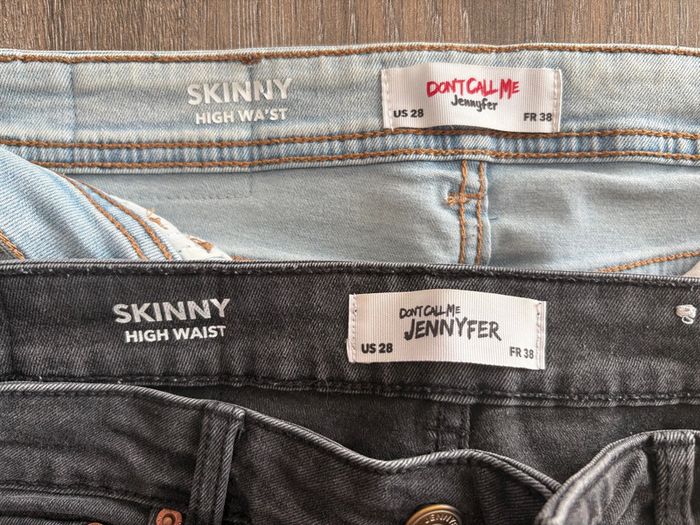 SKINNY
HIGH WA'ST
DON'T CALL ME
Jennyfer
US 28
FR 38
SKINNY
HIGH WAIST
DON'T CALL ME
JENNYFER
US 28
FR 38